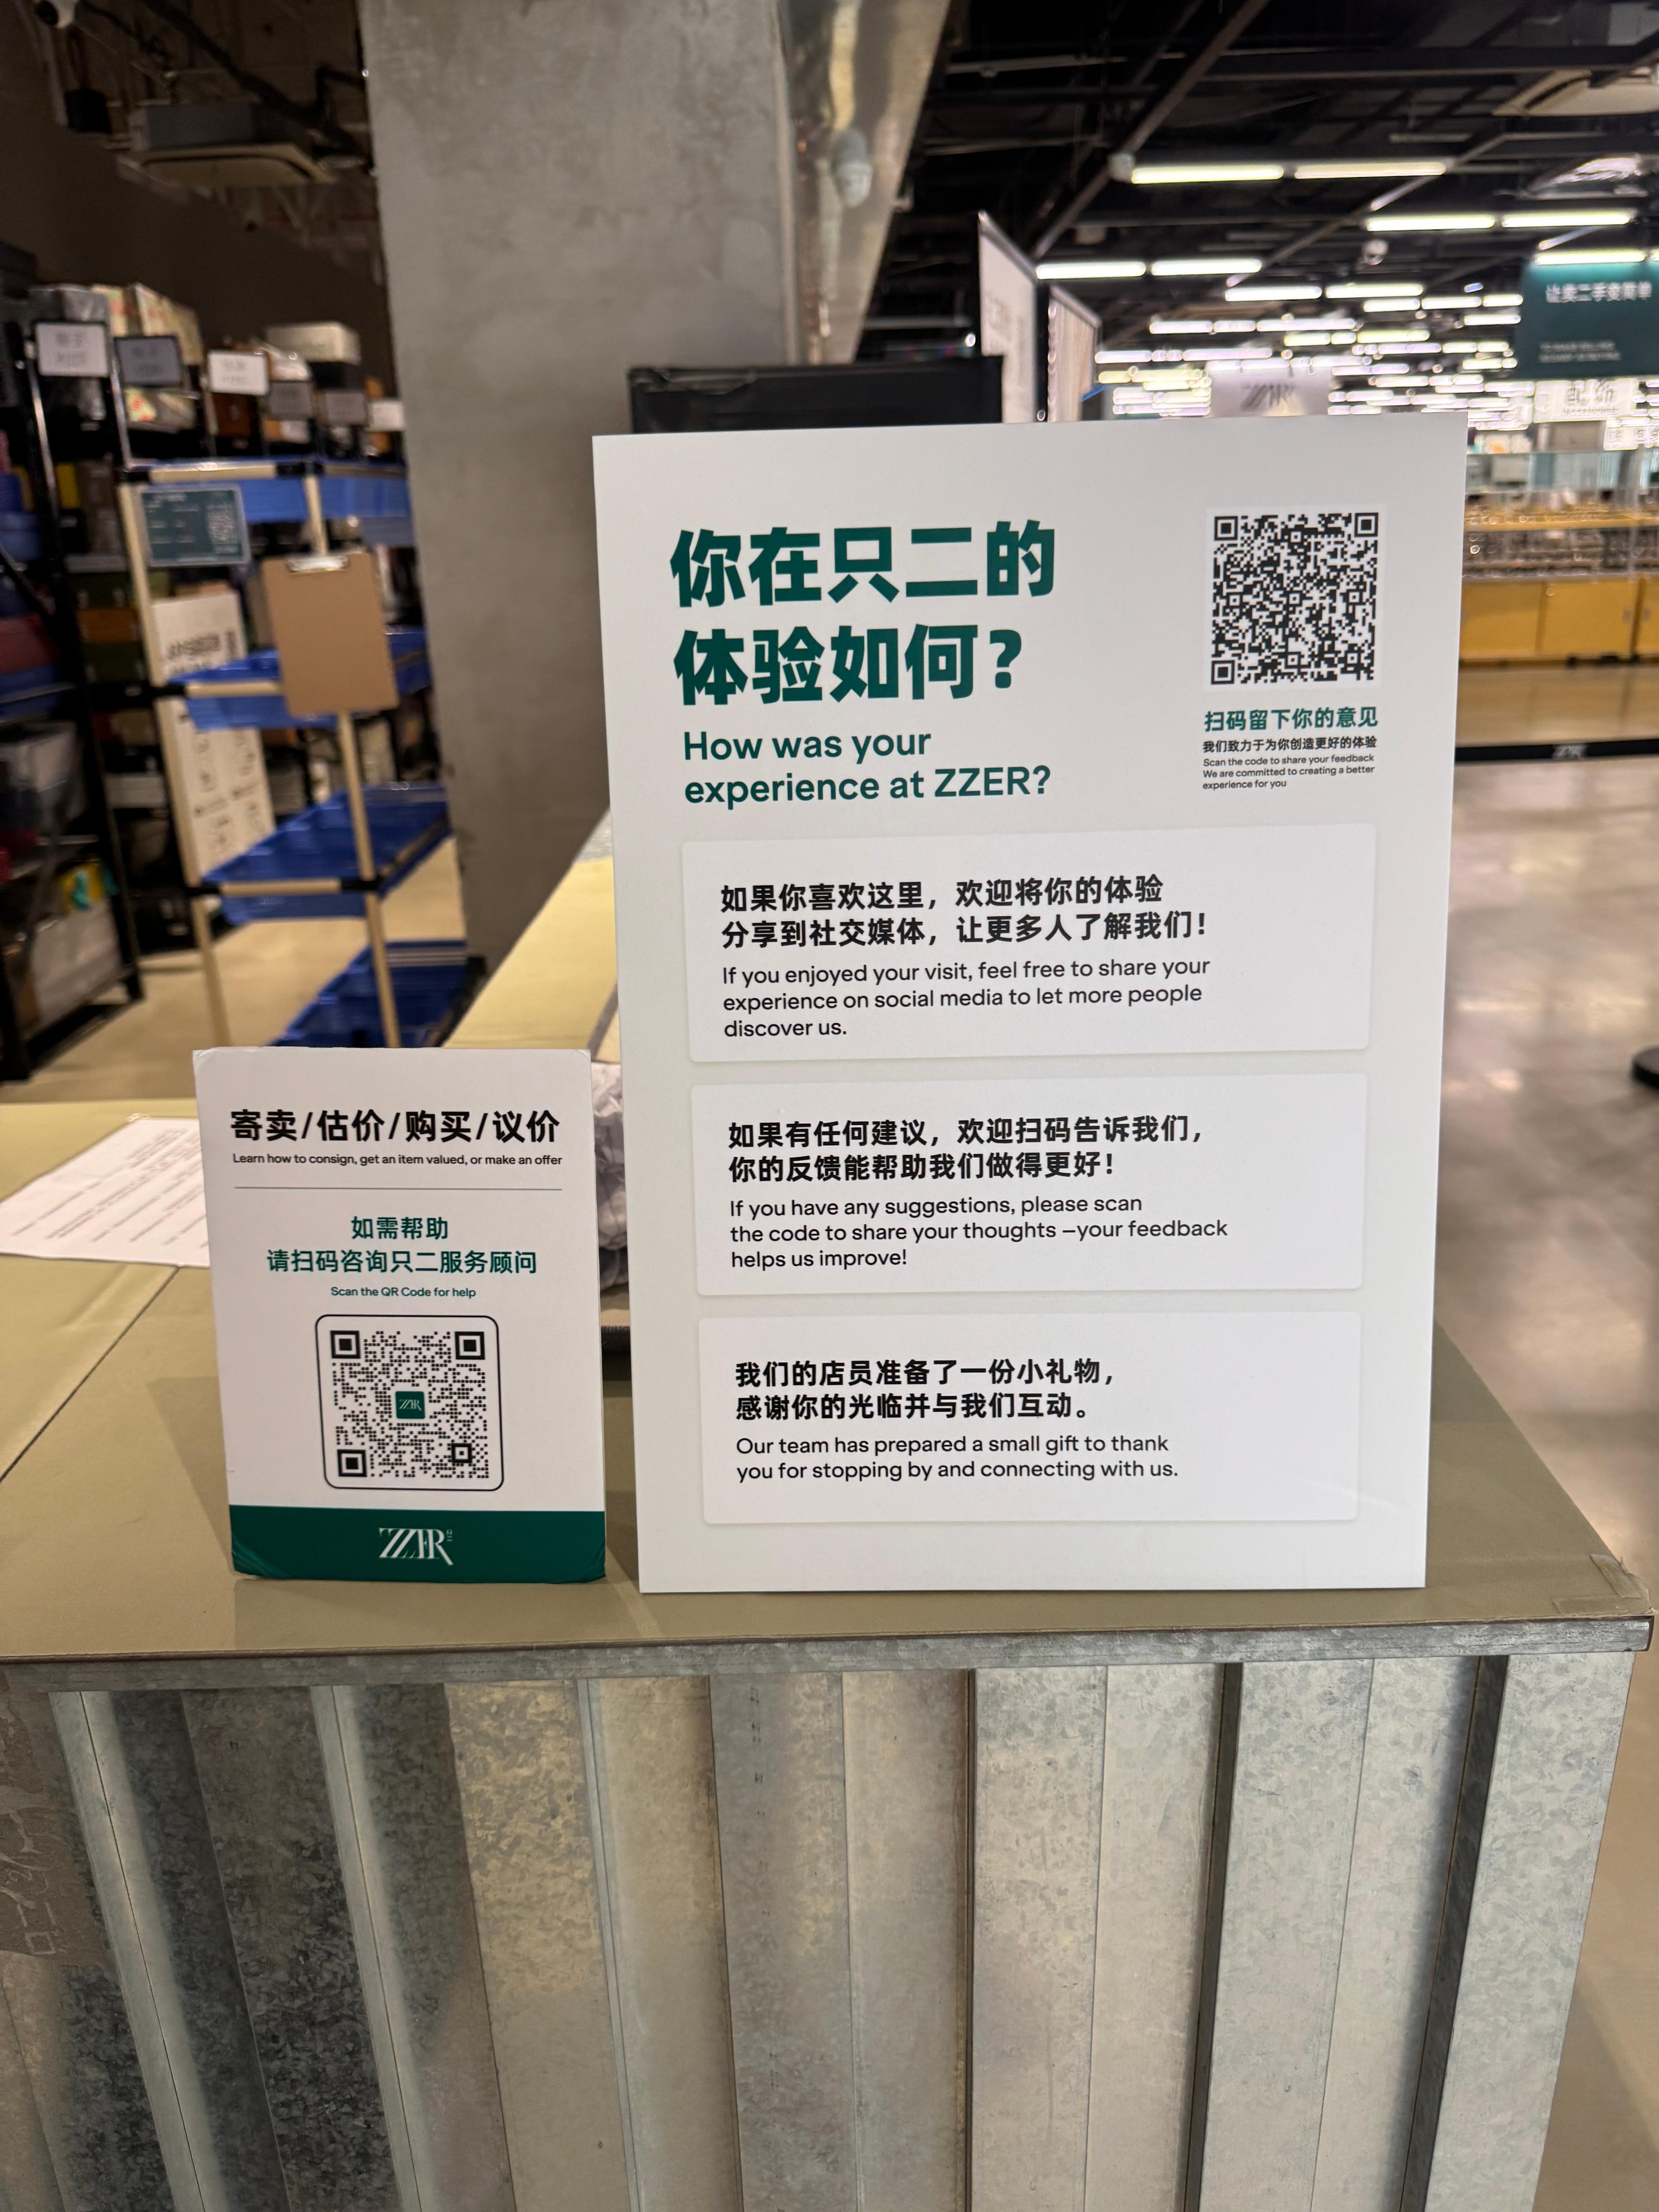 你在只二的
体验如何?
How was your
experience at ZZER?
扫码留下你的意见
我们致力于为你创造更好的体验
Scan the code to share your feedback
We are committed to creating a better
experience for you
如果你喜欢这里，欢迎将你的体验
分享到社交媒体，让更多人了解我们！
If you enjoyed your visit, feel free to share your
experience on social media to let more people
discover us.
如果有任何建议，欢迎扫码告诉我们，
你的反馈能帮助我们做得更好！
If you have any suggestions, please scan
the code to share your thoughts –your feedback
helps us improve!
我们的店员准备了一份小礼物，
感谢你的光临并与我们互动。
Our team has prepared a small gift to thank
you for stopping by and connecting with us.
寄卖/估价/购买/议价
Learn how to consign, get an item valued, or make an offer
如需帮助
请扫码咨询只二服务顾问
Scan the QR Code for help
ZZER
ZZER
让卖二手变简单
配饰
ZZER